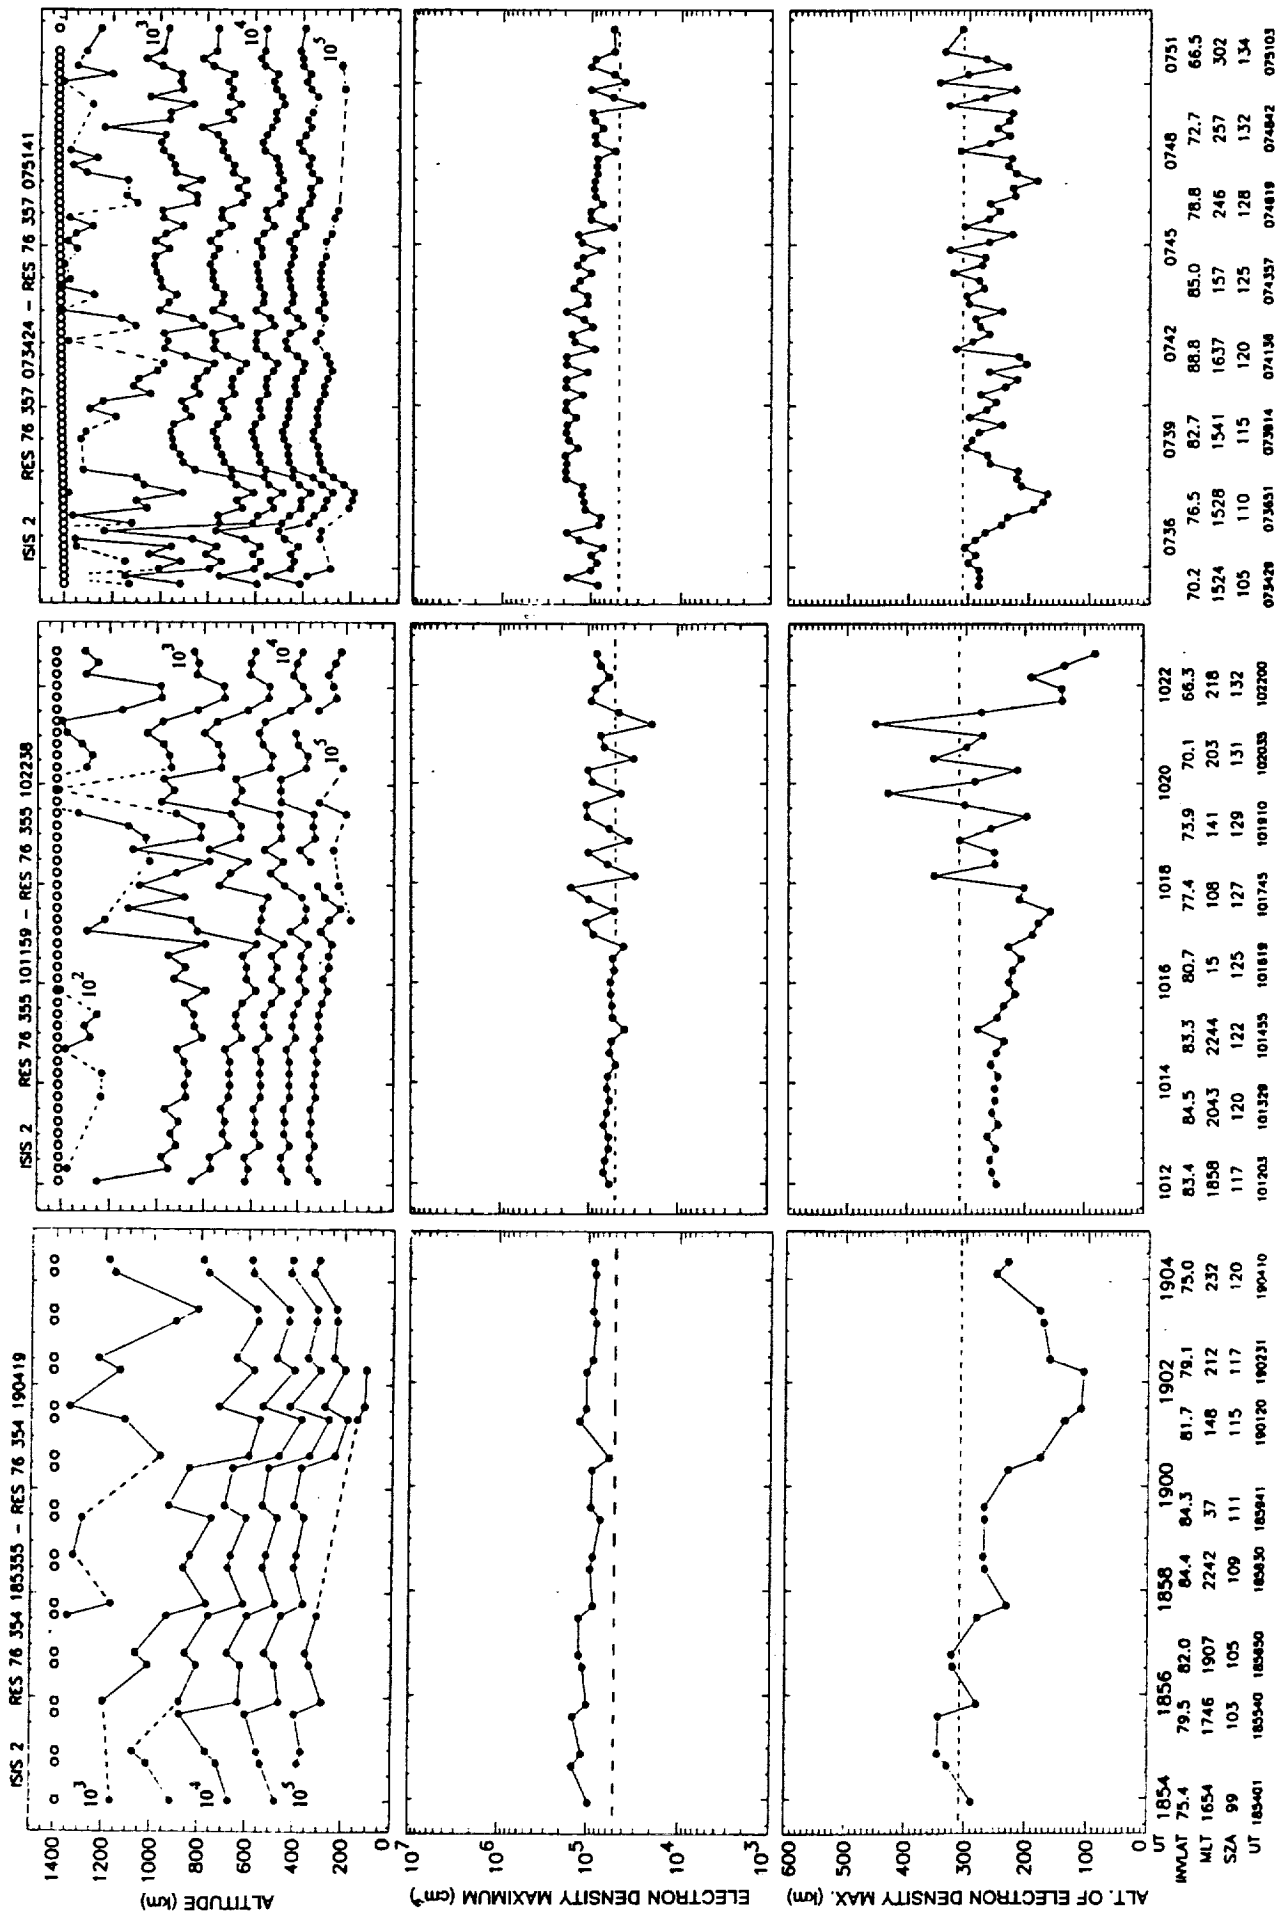 ISIS 2 RES 76 354 185355 - RES 76 354 190419
ISIS 2 RES 76 355 101159 - RES 76 355 102238
ISIS 2 RES 76 357 073424 - RES 76 357 075141
ALTITUDE (km)
1400
1200
1000
800
600
400
200
10³
10⁴
10⁵
10²
10³
10⁴
10⁵
10³
10⁴
10⁵
ELECTRON DENSITY MAXIMUM (cm⁻³)
10⁷
10⁶
10⁵
10⁴
10³
ALT. OF ELECTRON DENSITY MAX. (km)
600
500
400
300
200
100
0
UT 1854 1856 1858 1900 1902 1904
INVLAT 75.4 79.5 82.0 84.4 84.3 81.7 79.1 75.0
MLT 1654 1746 1907 2242 37 148 212 232
SZA 99 103 105 109 111 115 117 120
UT 185401 185540 185650 185830 185941 190120 190231 190410
1012 1014 1016 1018 1020 1022
83.4 84.5 83.3 80.7 77.4 73.9 70.1 66.3
1858 2043 2244 15 108 141 203 218
117 120 122 125 127 129 131 132
101203 101329 101455 101619 101745 101910 102035 102200
0736 0739 0742 0745 0748 0751
70.2 76.5 82.7 88.8 85.0 78.8 72.7 66.5
1524 1528 1541 1637 157 246 257 302
105 110 115 120 125 128 132 134
073429 073651 073914 074136 074357 074619 074842 075103